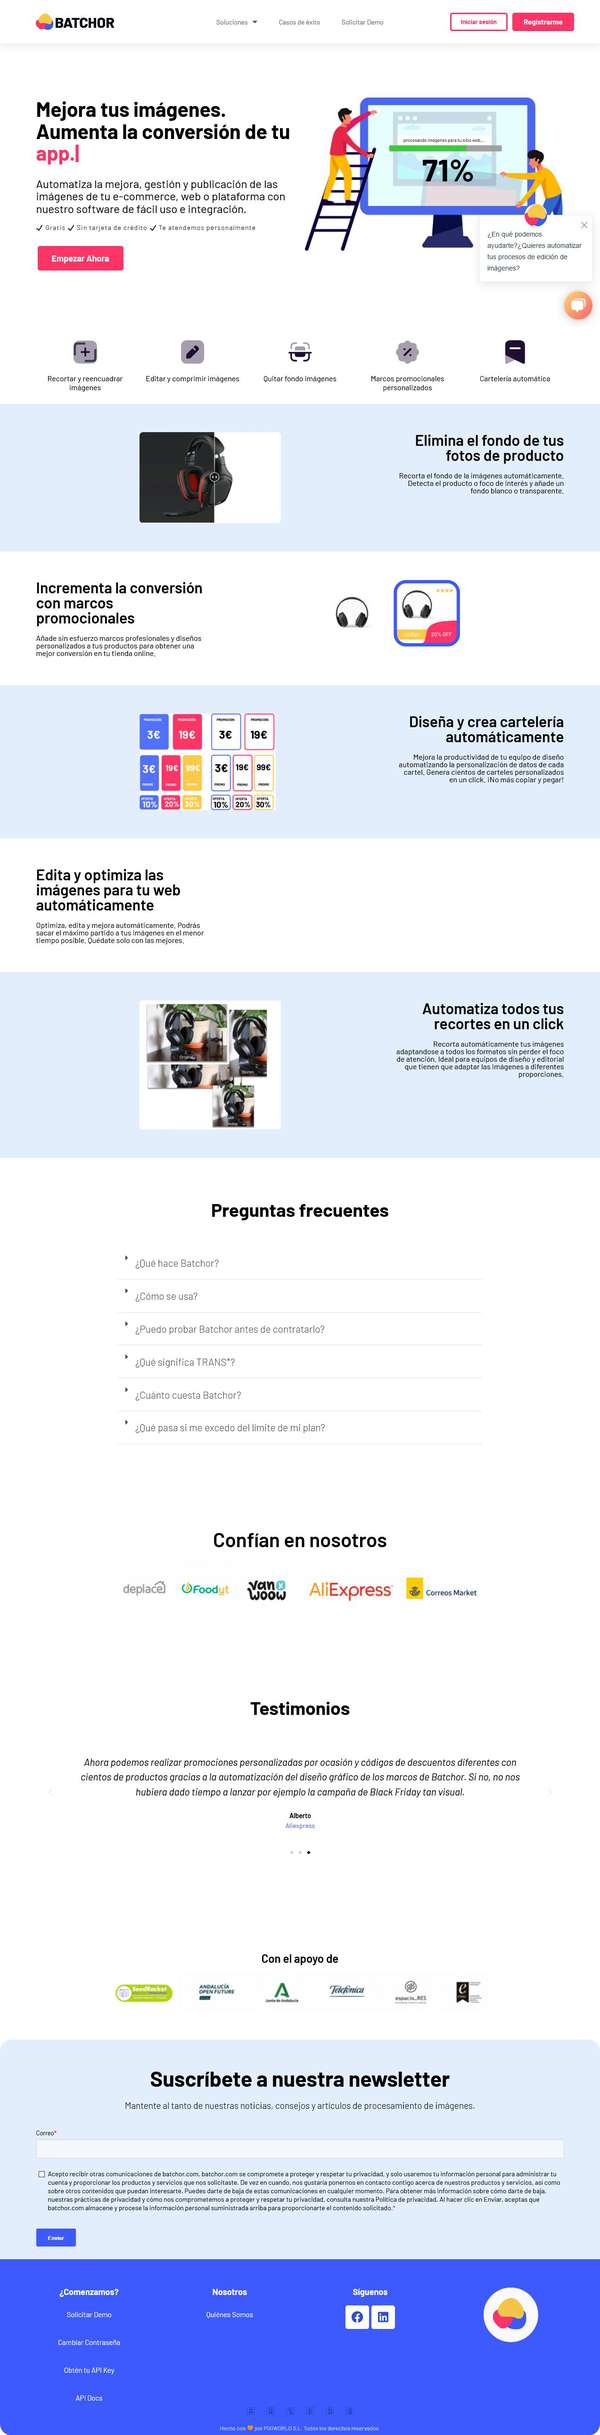 BATCHOR
Soluciones
Casos de éxito
Solicitar Demo
Iniciar sesión
Registrarme
Mejora tus imágenes.
Aumenta la conversión de tu
app.|
Automatiza la mejora, gestión y publicación de las
imágenes de tu e-commerce, web o plataforma con
nuestro software de fácil uso e integración.
✓ Gratis ✓ Sin tarjeta de crédito ✓ Te atendemos personalmente
Empezar Ahora
procesando imágenes para tu sitio web...
71%
¿En qué podemos
ayudarte?¿Quieres automatizar
tus procesos de edición de
imágenes?
Recortar y reencuadrar
imágenes
Editar y comprimir imágenes
Quitar fondo imágenes
Marcos promocionales
personalizados
Cartelería automática
Elimina el fondo de tus
fotos de producto
Recorta el fondo de la imágenes automáticamente.
Detecta el producto o foco de interés y añade un
fondo blanco o transparente.
Incrementa la conversión
con marcos
promocionales
Añade sin esfuerzo marcos profesionales y diseños
personalizados a tus productos para obtener una
mejor conversión en tu tienda online.
20% OFF
PROMOCIÓN PROMOCIÓN PROMOCIÓN PROMOCIÓN
3€ 19€ 3€ 19€
3€ 19€ 99€ 3€ 19€ 99€
PROMO PROMO PROMO PROMO PROMO PROMO
OFERTA OFERTA OFERTA OFERTA OFERTA OFERTA
10% 20% 30% 10% 20% 30%
Diseña y crea cartelería
automáticamente
Mejora la productividad de tu equipo de diseño
automatizando la personalización de datos de cada
cartel. Genera cientos de carteles personalizados
en un click. ¡No más copiar y pegar!
Edita y optimiza las
imágenes para tu web
automáticamente
Optimiza, edita y mejora automáticamente. Podrás
sacar el máximo partido a tus imágenes en el menor
tiempo posible. Quédate solo con las mejores.
Automatiza todos tus
recortes en un click
Recorta automáticamente tus imágenes
adaptandose a todos los formatos sin perder el foco
de atención. Ideal para equipos de diseño y editorial
que tienen que adaptar las imágenes a diferentes
proporciones.
Preguntas frecuentes
¿Qué hace Batchor?
¿Cómo se usa?
¿Puedo probar Batchor antes de contratarlo?
¿Qué significa TRANS*?
¿Cuánto cuesta Batchor?
¿Qué pasa si me excedo del límite de mi plan?
Confían en nosotros
deplace
Foodyt
van woow
AliExpress
Correos Market
Testimonios
Ahora podemos realizar promociones personalizadas por ocasión y códigos de descuentos diferentes con
cientos de productos gracias a la automatización del diseño gráfico de los marcos de Batchor. Si no, no nos
hubiera dado tiempo a lanzar por ejemplo la campaña de Black Friday tan visual.
Alberto
Aliexpress
Con el apoyo de
SeedRocket
ANDALUCÍA
OPEN FUTURE
Junta de Andalucía
Telefónica
espacio_RES
Suscríbete a nuestra newsletter
Mantente al tanto de nuestras noticias, consejos y artículos de procesamiento de imágenes.
Correo*
Acepto recibir otras comunicaciones de batchor.com. batchor.com se compromete a proteger y respetar tu privacidad, y solo usaremos tu información personal para administrar tu
cuenta y proporcionar los productos y servicios que nos solicitaste. De vez en cuando, nos gustaría ponernos en contacto contigo acerca de nuestros productos y servicios, así como
sobre otros contenidos que puedan interesarte. Puedes darte de baja de estas comunicaciones en cualquier momento. Para obtener más información sobre cómo darte de baja,
nuestras prácticas de privacidad y cómo nos comprometemos a proteger y respetar tu privacidad, consulta nuestra Política de privacidad. Al hacer clic en Enviar, aceptas que
batchor.com almacene y procese la información personal suministrada arriba para proporcionarte el contenido solicitado.*
Enviar
¿Comenzamos?
Solicitar Demo
Cambiar Contraseña
Obtén tu API Key
API Docs
Nosotros
Quiénes Somos
Síguenos
Hecho con 🧡 por PIXIWORLD S.L. Todos los derechos reservados